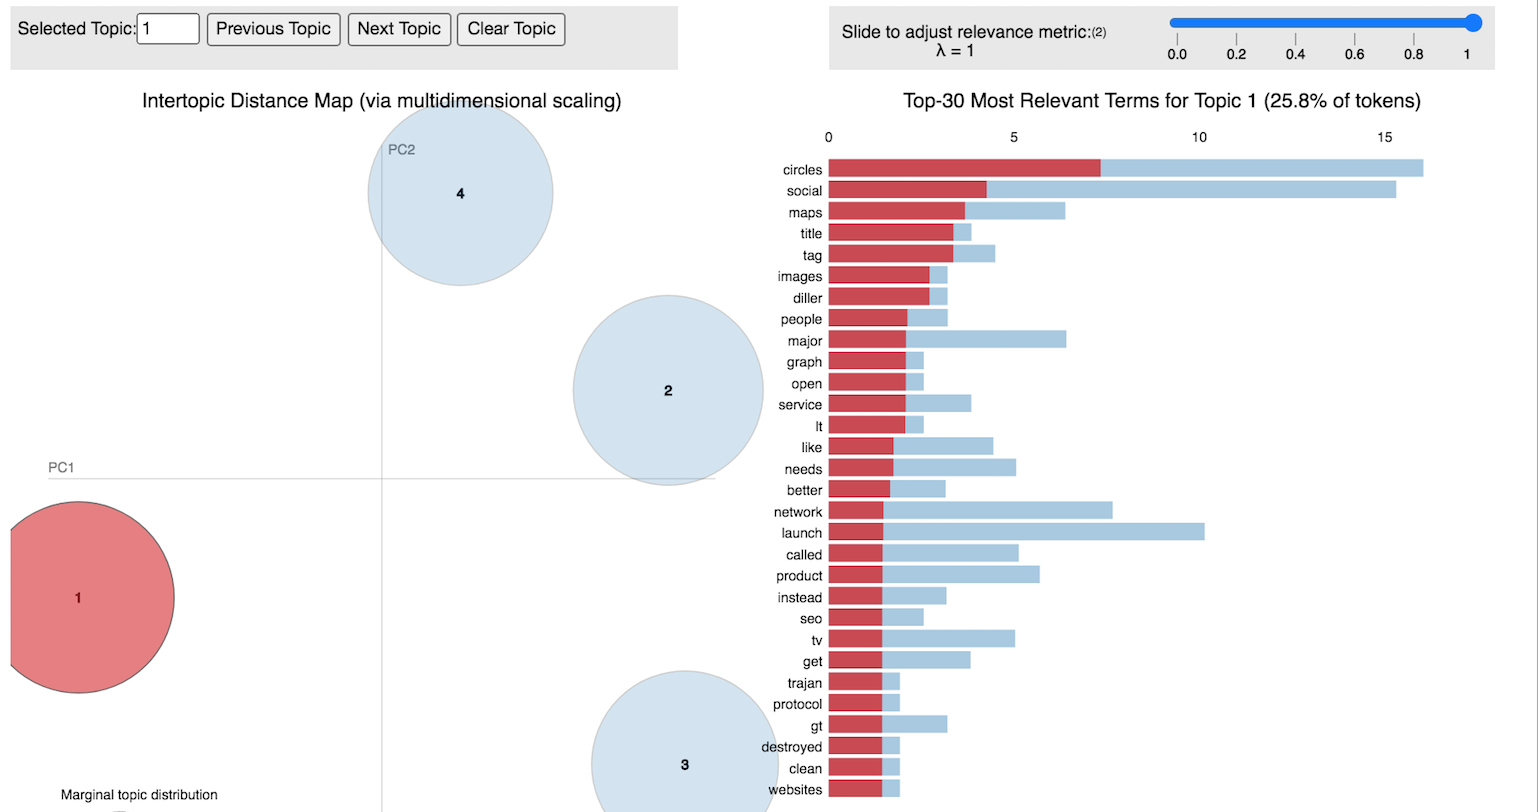 Selected Topic: 1 Previous Topic Next Topic Clear Topic
Slide to adjust relevance metric:(2)
λ = 1
0.0 0.2 0.4 0.6 0.8 1
Intertopic Distance Map (via multidimensional scaling)
PC2
4
2
PC1
1
3
Marginal topic distribution
Top-30 Most Relevant Terms for Topic 1 (25.8% of tokens)
0 5 10 15
circles
social
maps
title
tag
images
diller
people
major
graph
open
service
lt
like
needs
better
network
launch
called
product
instead
seo
tv
get
trajan
protocol
gt
destroyed
clean
websites